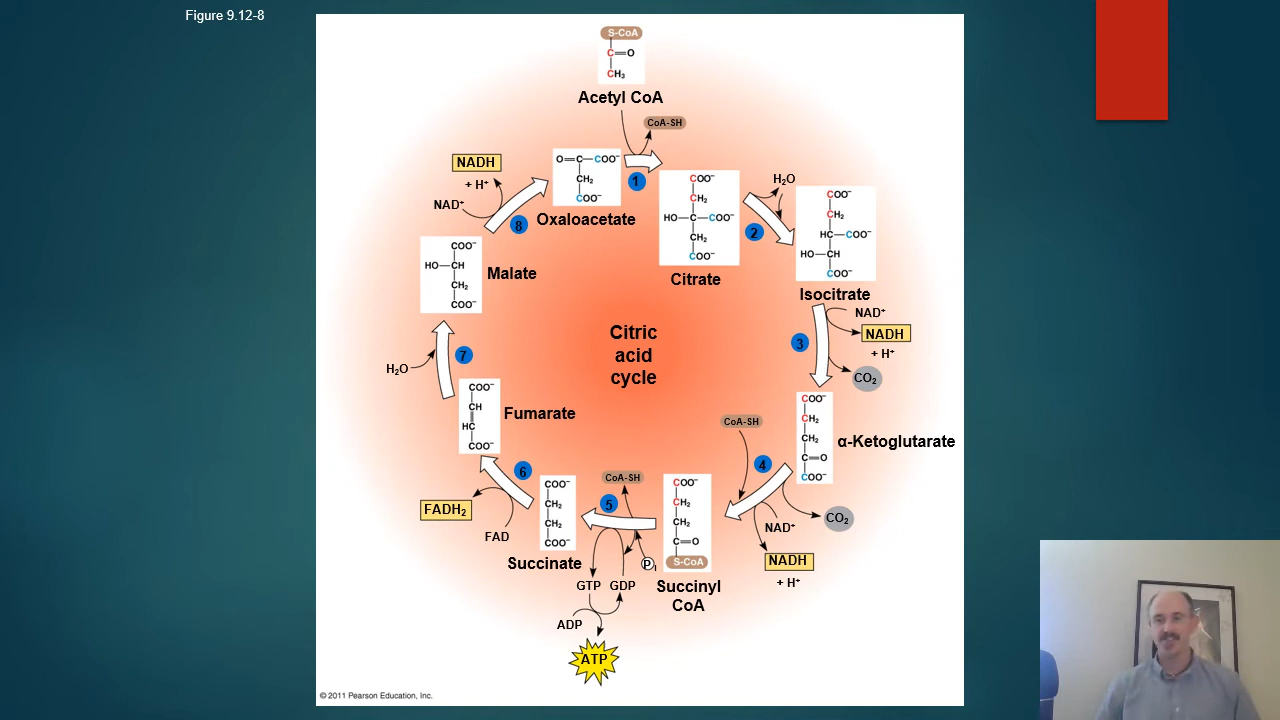 Figure 9.12-8
S-CoA
C=O
CH₃
Acetyl CoA
CoA-SH
NADH
+ H⁺
NAD⁺
8
O=C—COO⁻
CH₂
COO⁻
Oxaloacetate
1
COO⁻
CH₂
HO—C—COO⁻
CH₂
COO⁻
Citrate
H₂O
2
COO⁻
CH₂
HC—COO⁻
HO—CH
COO⁻
Isocitrate
NAD⁺
NADH
+ H⁺
3
CO₂
COO⁻
CH₂
CH₂
C=O
COO⁻
α-Ketoglutarate
CoA-SH
4
CO₂
NAD⁺
NADH
+ H⁺
COO⁻
CH₂
CH₂
C=O
S-CoA
Succinyl
CoA
CoA-SH
5
Pi
GTP
GDP
ADP
ATP
COO⁻
CH₂
CH₂
COO⁻
Succinate
6
FADH₂
FAD
COO⁻
CH
HC
COO⁻
Fumarate
H₂O
7
COO⁻
HO—CH
CH₂
COO⁻
Malate
Citric
acid
cycle
© 2011 Pearson Education, Inc.